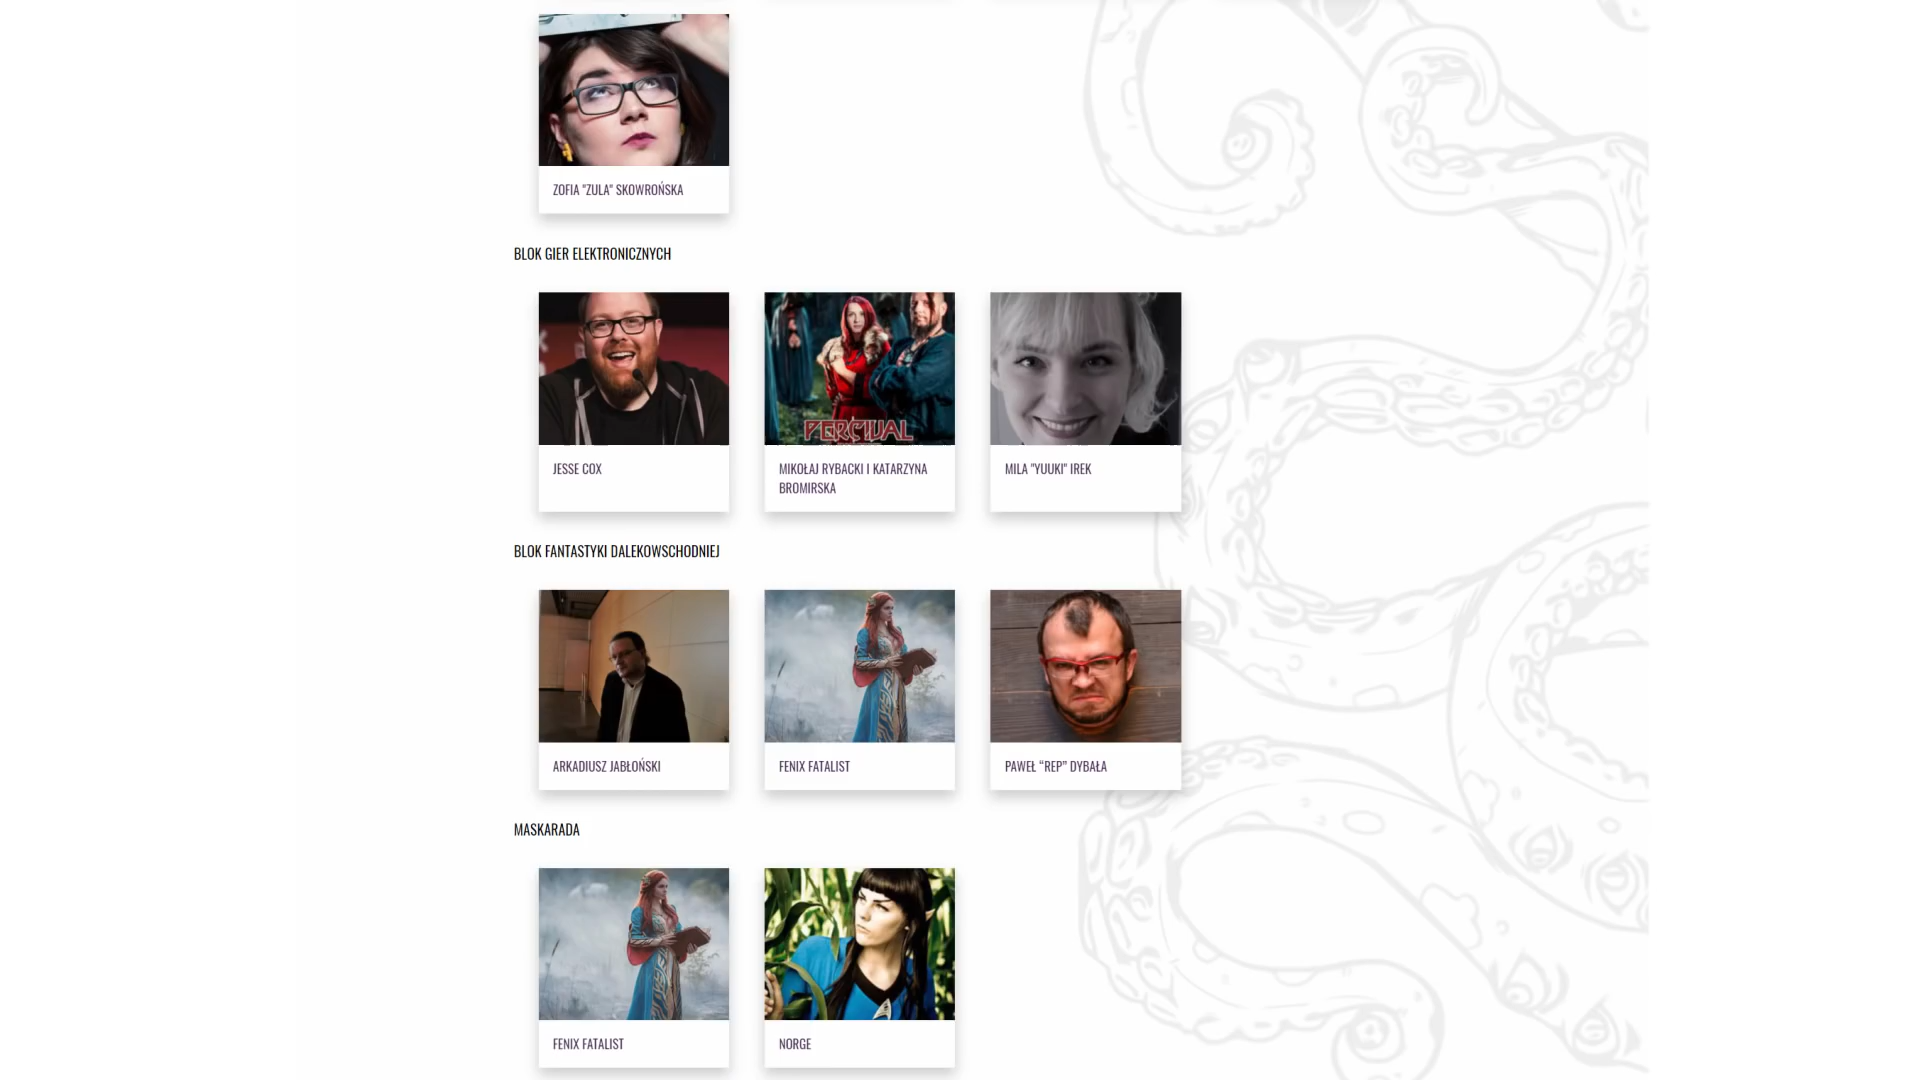 ZOFIA "ZULA" SKOWROŃSKA
BLOK GIER ELEKTRONICZNYCH
PERCIVAL
JESSE COX
MIKOŁAJ RYBACKI I KATARZYNA
BROMIRSKA
MILA "YUUKI" IREK
BLOK FANTASTYKI DALEKOWSCHODNIEJ
ARKADIUSZ JABŁOŃSKI
FENIX FATALIST
PAWEŁ “REP” DYBAŁA
MASKARADA
FENIX FATALIST
NORGE